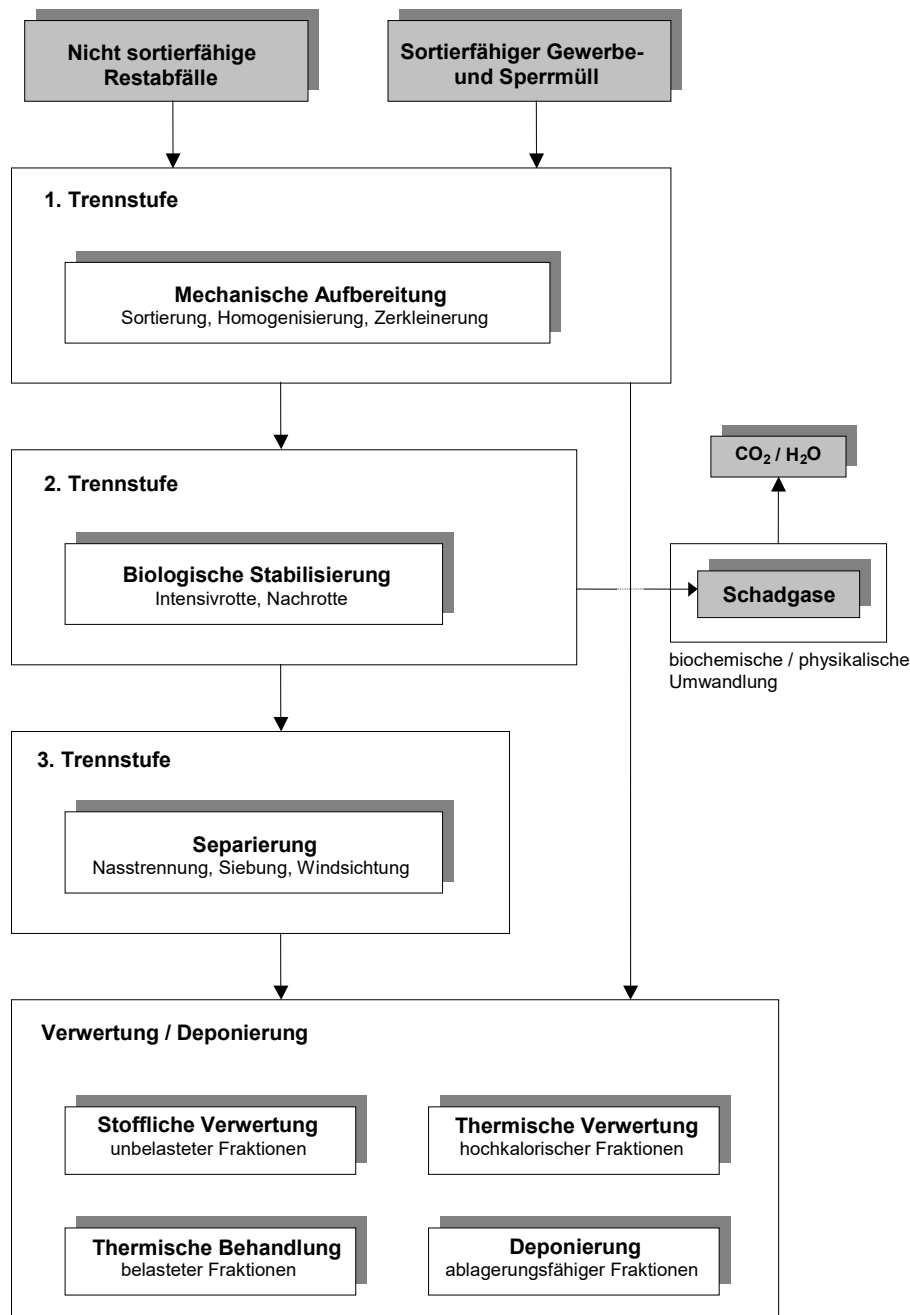 Nicht sortierfähige
Restabfälle
Sortierfähiger Gewerbe-
und Sperrmüll
1. Trennstufe
Mechanische Aufbereitung
Sortierung, Homogenisierung, Zerkleinerung
2. Trennstufe
Biologische Stabilisierung
Intensivrotte, Nachrotte
CO₂ / H₂O
Schadgase
biochemische / physikalische
Umwandlung
3. Trennstufe
Separierung
Nasstrennung, Siebung, Windsichtung
Verwertung / Deponierung
Stoffliche Verwertung
unbelasteter Fraktionen
Thermische Verwertung
hochkalorischer Fraktionen
Thermische Behandlung
belasteter Fraktionen
Deponierung
ablagerungsfähiger Fraktionen